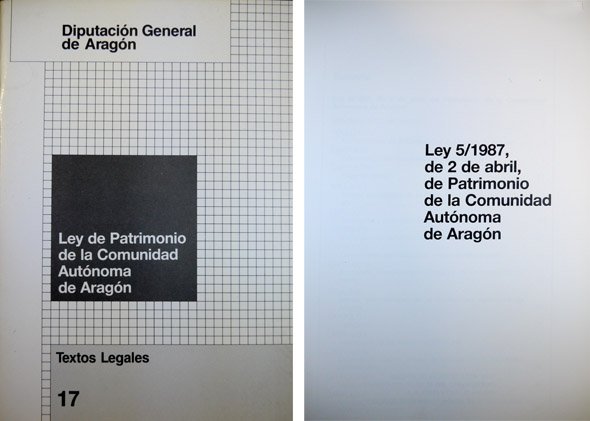 Diputación General
de Aragón
Ley de Patrimonio
de la Comunidad
Autónoma
de Aragón
Textos Legales
17
Ley 5/1987,
de 2 de abril,
de Patrimonio
de la Comunidad
Autónoma
de Aragón